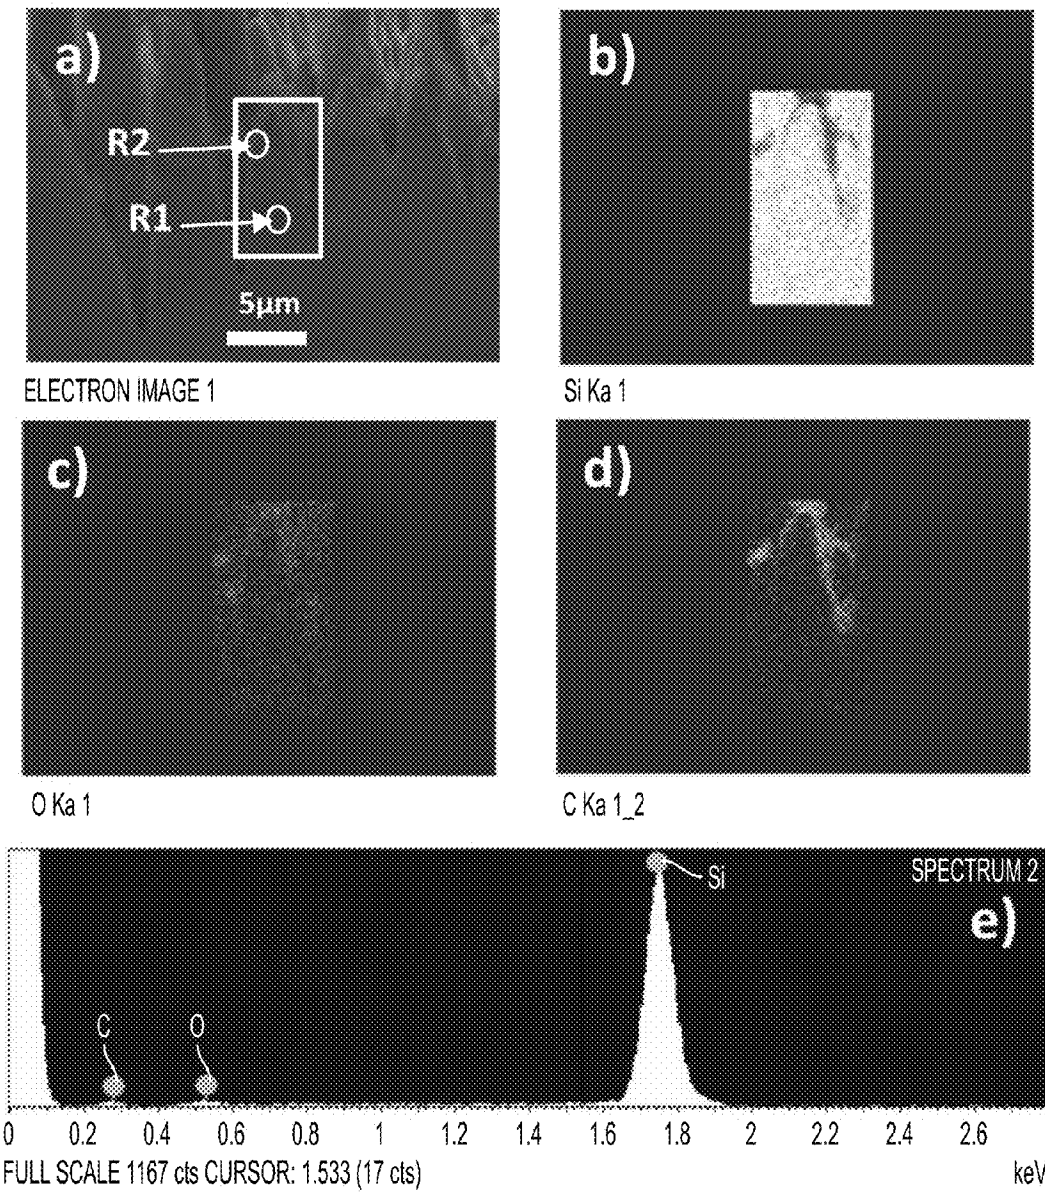 a)
R2
R1
5µm
ELECTRON IMAGE 1
b)
Si Ka 1
c)
O Ka 1
d)
C Ka 1_2
SPECTRUM 2
e)
Si
C
O
0 0.2 0.4 0.6 0.8 1 1.2 1.4 1.6 1.8 2 2.2 2.4 2.6
FULL SCALE 1167 cts CURSOR: 1.533 (17 cts)
keV